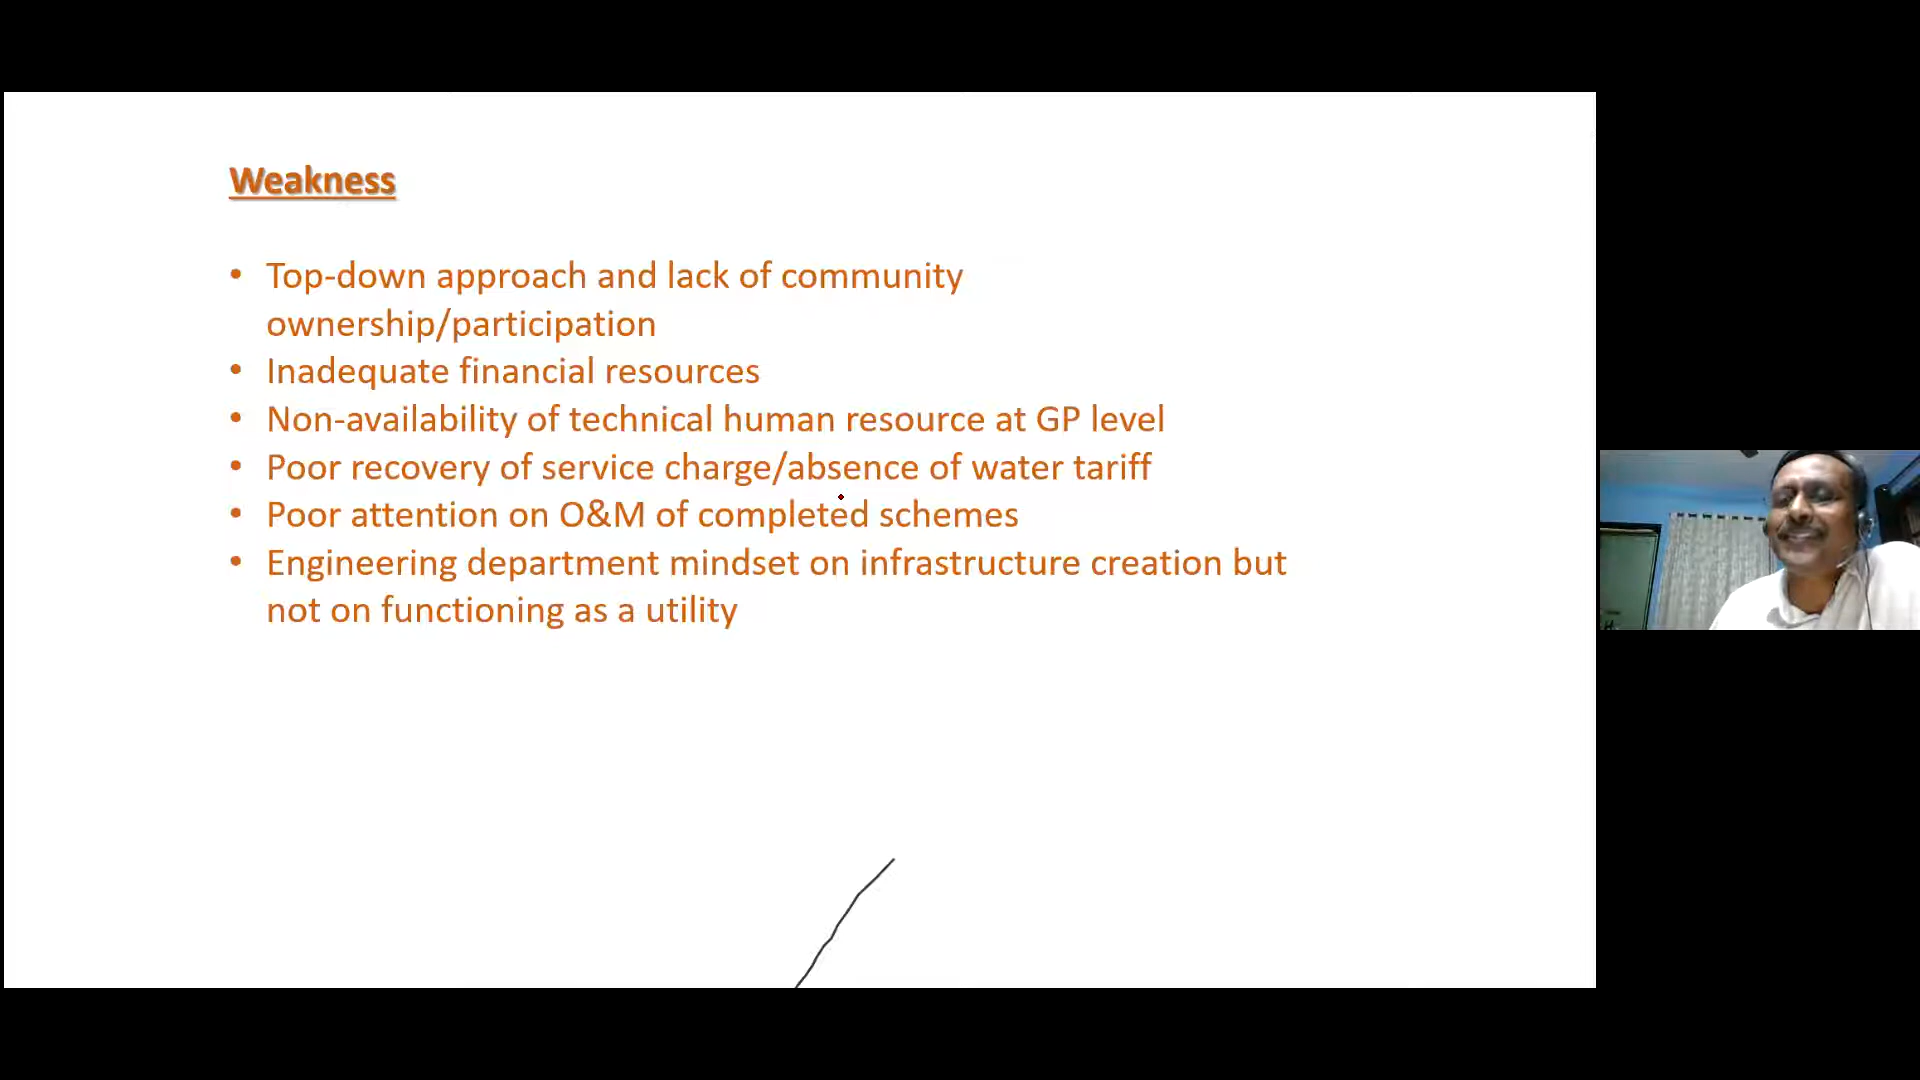 Weakness
• Top-down approach and lack of community
ownership/participation
• Inadequate financial resources
• Non-availability of technical human resource at GP level
• Poor recovery of service charge/absence of water tariff
• Poor attention on O&M of completed schemes
• Engineering department mindset on infrastructure creation but
not on functioning as a utility